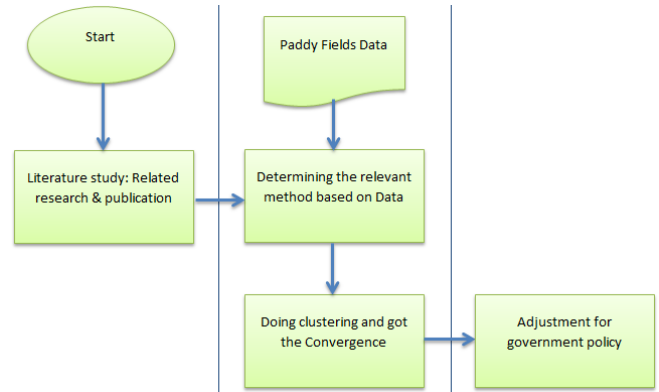 Start
Paddy Fields Data
Literature study: Related
research & publication
Determining the relevant
method based on Data
Doing clustering and got
the Convergence
Adjustment for
government policy